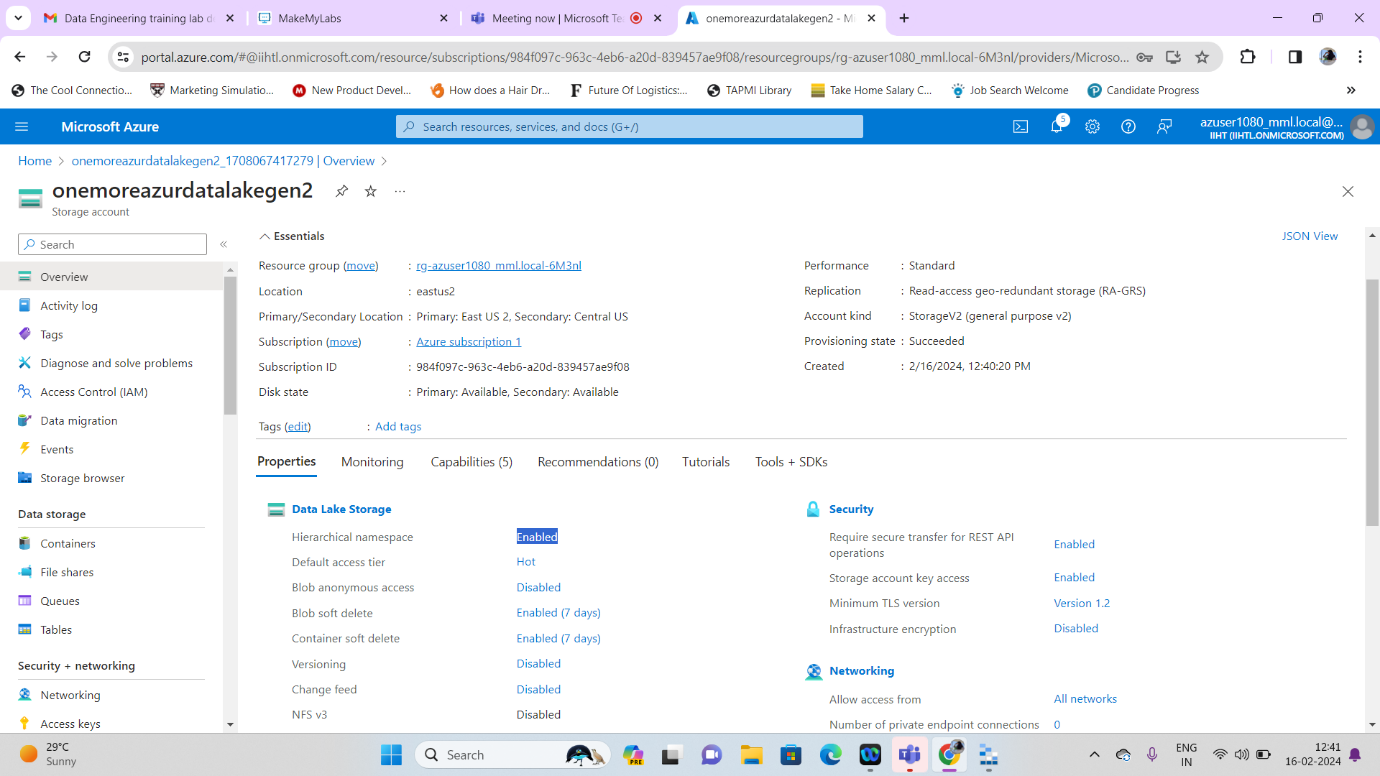 Data Engineering training lab d
MakeMyLabs
Meeting now | Microsoft Te
onemoreazurdatalakegen2 - Mi
portal.azure.com/#@iihtl.onmicrosoft.com/resource/subscriptions/984f097c-963c-4eb6-a20d-839457ae9f08/resourcegroups/rg-azuser1080_mml.local-6M3nl/providers/Microso...
The Cool Connectio...
Marketing Simulatio...
New Product Devel...
How does a Hair Dr...
Future Of Logistics:...
TAPMI Library
Take Home Salary C...
Job Search Welcome
Candidate Progress
Microsoft Azure
Search resources, services, and docs (G+/)
5
azuser1080_mml.local@...
IIHT (IIHTLONMICROSOFT.COM)
Home > onemoreazurdatalakegen2_1708067417279 | Overview >
onemoreazurdatalakegen2
Storage account
Search
Overview
Activity log
Tags
Diagnose and solve problems
Access Control (IAM)
Data migration
Events
Storage browser
Data storage
Containers
File shares
Queues
Tables
Security + networking
Networking
Access keys
Essentials
JSON View
Resource group (move) : rg-azuser1080_mml.local-6M3nl
Location : eastus2
Primary/Secondary Location : Primary: East US 2, Secondary: Central US
Subscription (move) : Azure subscription 1
Subscription ID : 984f097c-963c-4eb6-a20d-839457ae9f08
Disk state : Primary: Available, Secondary: Available
Performance : Standard
Replication : Read-access geo-redundant storage (RA-GRS)
Account kind : StorageV2 (general purpose v2)
Provisioning state : Succeeded
Created : 2/16/2024, 12:40:20 PM
Tags (edit) : Add tags
Properties Monitoring Capabilities (5) Recommendations (0) Tutorials Tools + SDKs
Data Lake Storage
Hierarchical namespace Enabled
Default access tier Hot
Blob anonymous access Disabled
Blob soft delete Enabled (7 days)
Container soft delete Enabled (7 days)
Versioning Disabled
Change feed Disabled
NFS v3 Disabled
Security
Require secure transfer for REST API
operations Enabled
Storage account key access Enabled
Minimum TLS version Version 1.2
Infrastructure encryption Disabled
Networking
Allow access from All networks
Number of private endpoint connections 0
29°C
Sunny
Search
PRE
ENG
IN
12:41
16-02-2024